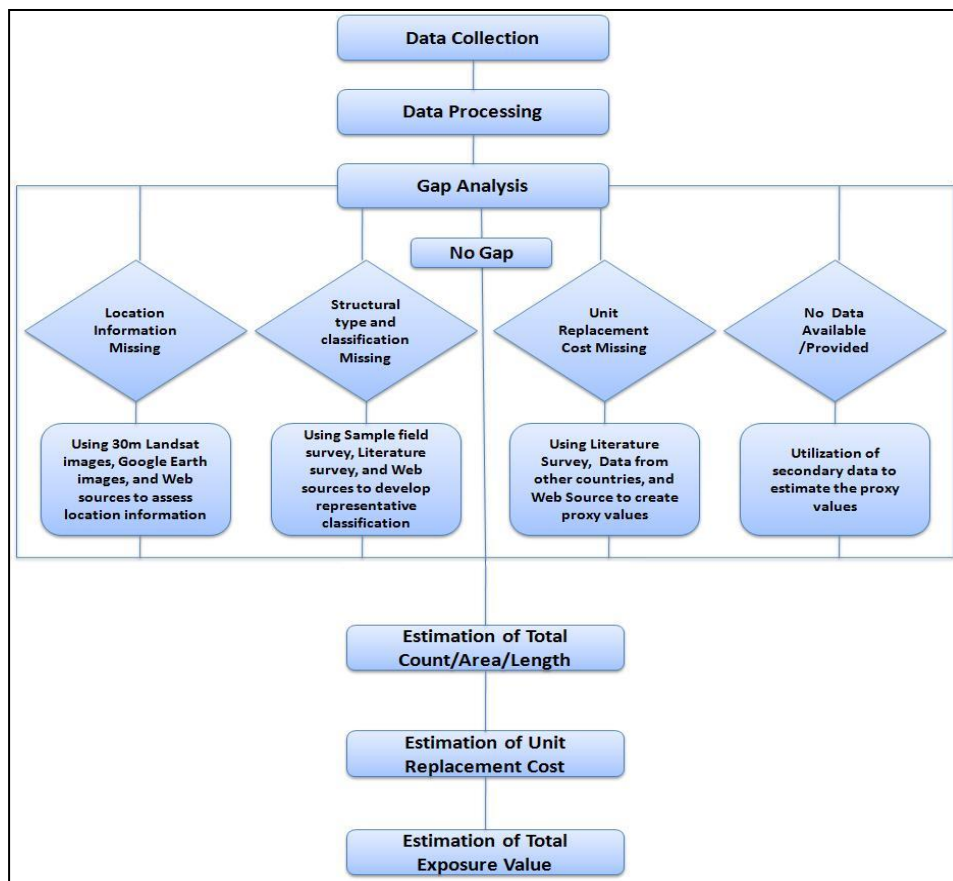 Data Collection
Data Processing
Gap Analysis
No Gap
Location
Information
Missing
Structural
type and
classification
Missing
Unit
Replacement
Cost Missing
No Data
Available
/Provided
Using 30m Landsat
images, Google Earth
images, and Web
sources to assess
location information
Using Sample field
survey, Literature
survey, and Web
sources to develop
representative
classification
Using Literature
Survey, Data from
other countries, and
Web Source to create
proxy values
Utilization of
secondary data to
estimate the proxy
values
Estimation of Total
Count/Area/Length
Estimation of Unit
Replacement Cost
Estimation of Total
Exposure Value